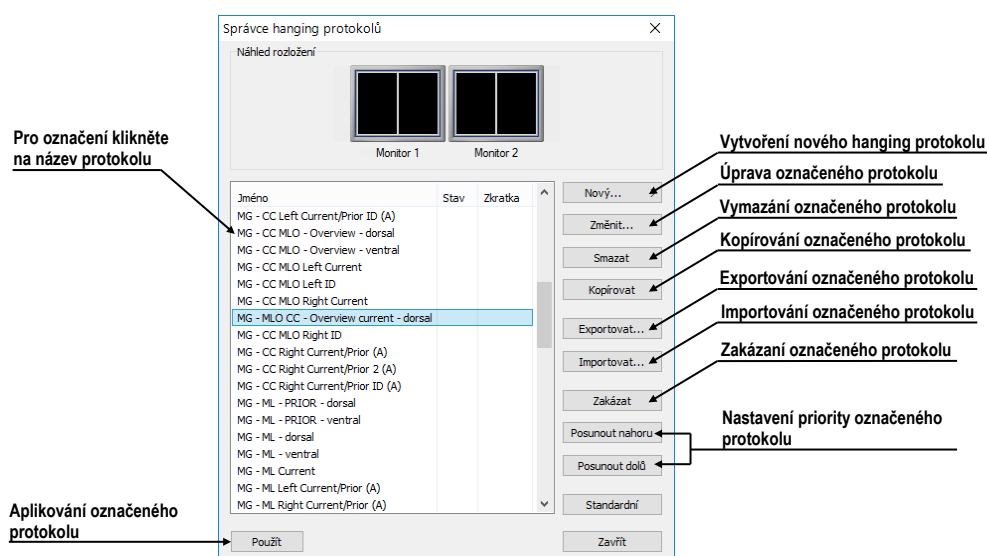 Správce hanging protokolů
Náhled rozložení
Monitor 1
Monitor 2
Pro označení klikněte
na název protokolu
Jméno Stav Zkratka
MG - CC Left Current/Prior ID (A)
MG - CC MLO - Overview - dorsal
MG - CC MLO - Overview - ventral
MG - CC MLO Left Current
MG - CC MLO Left ID
MG - CC MLO Right Current
MG - MLO CC - Overview current - dorsal
MG - CC MLO Right ID
MG - CC Right Current/Prior (A)
MG - CC Right Current/Prior 2 (A)
MG - CC Right Current/Prior ID (A)
MG - ML - PRIOR - dorsal
MG - ML - PRIOR - ventral
MG - ML - dorsal
MG - ML - ventral
MG - ML Current
MG - ML Left Current/Prior (A)
MG - ML Right Current/Prior (A)
Nový...
Změnit...
Smazat
Kopírovat
Exportovat...
Importovat...
Zakázat
Posunout nahoru
Posunout dolů
Standardní
Vytvoření nového hanging protokolu
Úprava označeného protokolu
Vymazání označeného protokolu
Kopírování označeného protokolu
Exportování označeného protokolu
Importování označeného protokolu
Zakázaní označeného protokolu
Nastavení priority označeného
protokolu
Aplikování označeného
protokolu
Použít
Zavřít